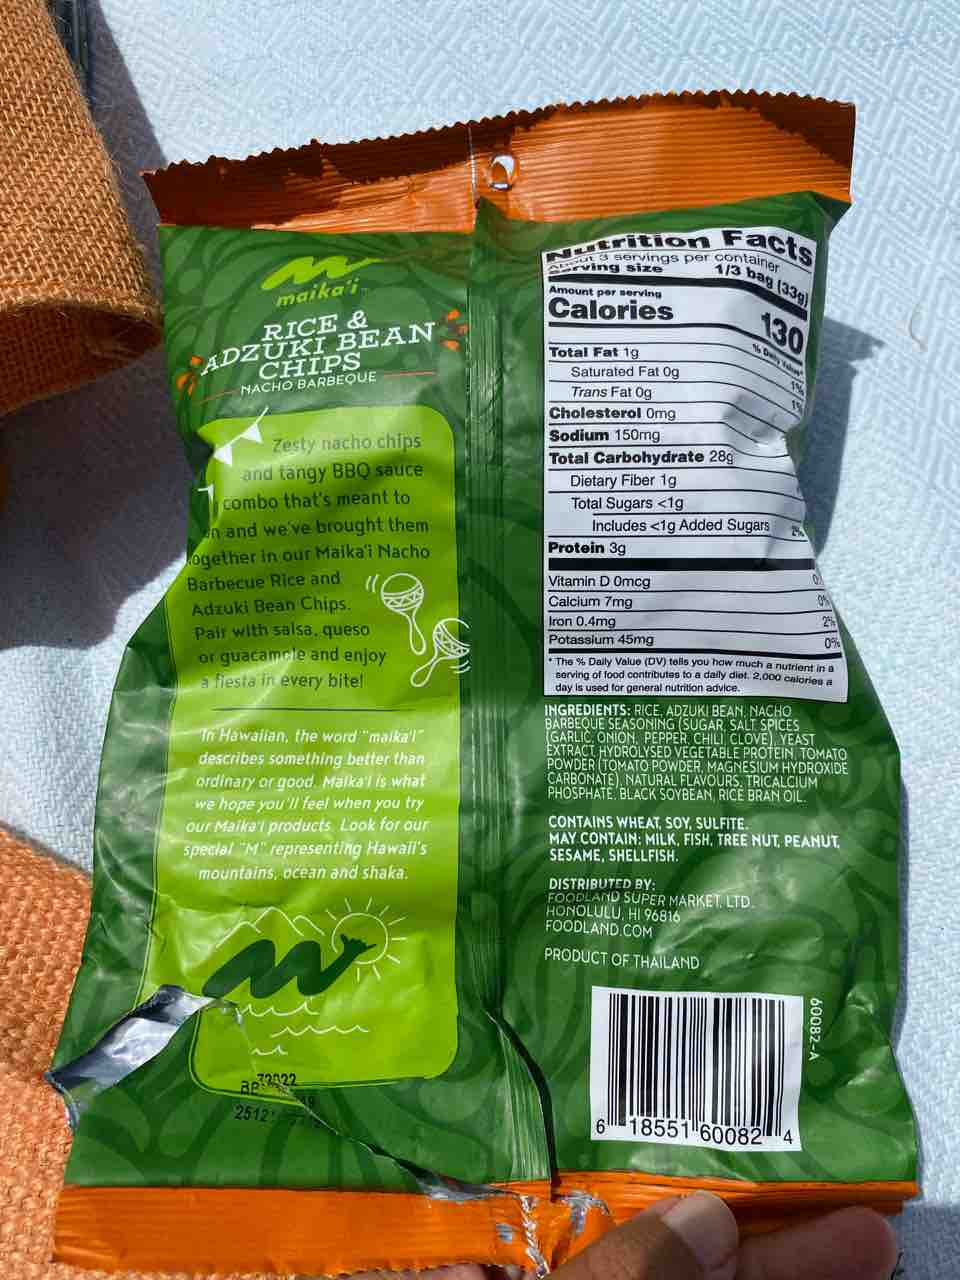 maika'i
RICE &
ADZUKI BEAN
CHIPS
NACHO BARBEQUE
Zesty nacho chips
and tangy BBQ sauce
combo that's meant to
and we've brought them
together in our Maika'i Nacho
Barbecue Rice and
Adzuki Bean Chips.
Pair with salsa, queso
or guacamole and enjoy
a fiesta in every bite!
In Hawaiian, the word "maika'i"
describes something better than
ordinary or good. Maika'i is what
we hope you'll feel when you try
our Maika'i products. Look for our
special "M" representing Hawaii's
mountains, ocean and shaka.
Nutrition Facts
About 3 servings per container
Serving size 1/3 bag (33g)
Amount per serving
Calories 130
% Daily Value*
Total Fat 1g 1%
Saturated Fat 0g 1%
Trans Fat 0g
Cholesterol 0mg
Sodium 150mg
Total Carbohydrate 28g
Dietary Fiber 1g
Total Sugars <1g
Includes <1g Added Sugars 2%
Protein 3g
Vitamin D 0mcg
Calcium 7mg 0%
Iron 0.4mg 2%
Potassium 45mg 0%
* The % Daily Value (DV) tells you how much a nutrient in a
serving of food contributes to a daily diet. 2,000 calories a
day is used for general nutrition advice.
INGREDIENTS: RICE, ADZUKI BEAN, NACHO
BARBEQUE SEASONING (SUGAR, SALT SPICES
(GARLIC, ONION, PEPPER, CHILI, CLOVE), YEAST
EXTRACT, HYDROLYSED VEGETABLE PROTEIN, TOMATO
POWDER (TOMATO POWDER, MAGNESIUM HYDROXIDE
CARBONATE), NATURAL FLAVOURS, TRICALCIUM
PHOSPHATE, BLACK SOYBEAN, RICE BRAN OIL.
CONTAINS WHEAT, SOY, SULFITE.
MAY CONTAIN: MILK, FISH, TREE NUT, PEANUT,
SESAME, SHELLFISH.
DISTRIBUTED BY:
FOODLAND SUPER MARKET, LTD.
HONOLULU, HI 96816
FOODLAND.COM
PRODUCT OF THAILAND
60082-A
6 18551 60082 4